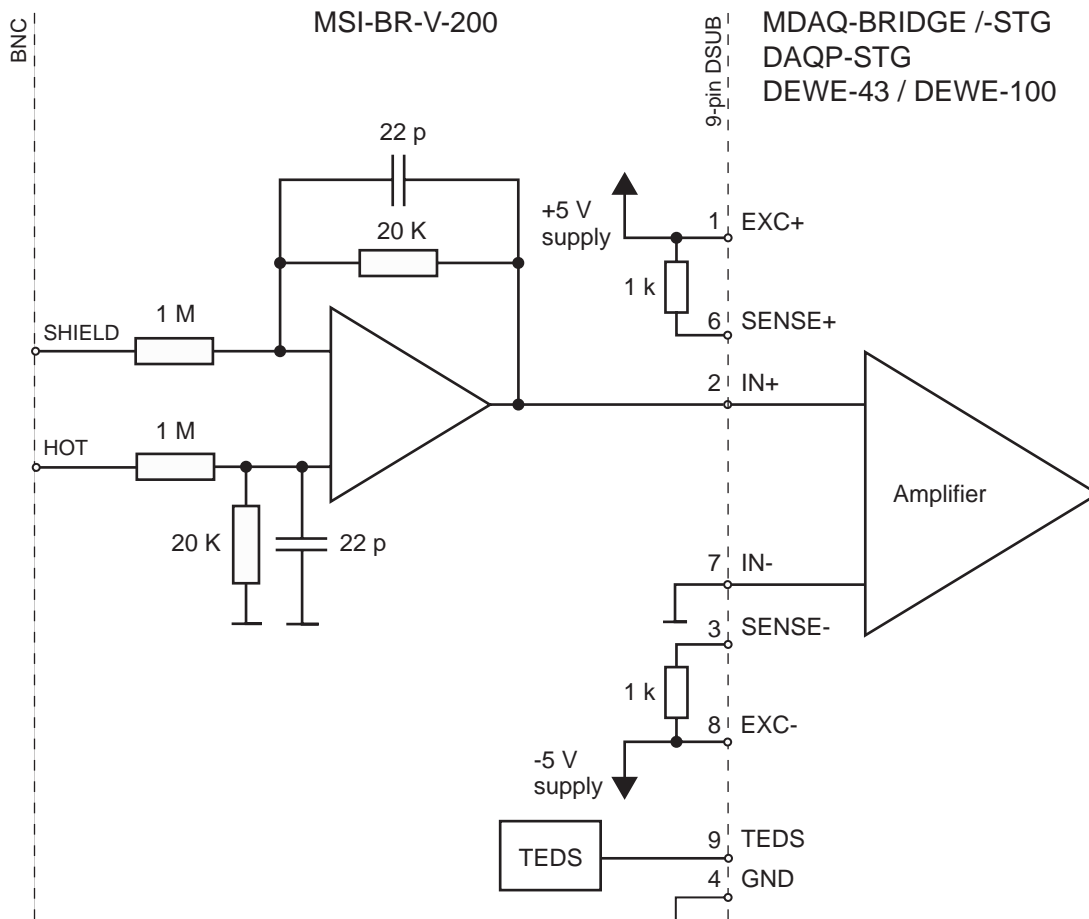 BNC
MSI-BR-V-200
9-pin DSUB
MDAQ-BRIDGE /-STG
DAQP-STG
DEWE-43 / DEWE-100
22 p
20 K
+5 V
supply
1 EXC+
1 k
6 SENSE+
1 M
SHIELD
2 IN+
1 M
HOT
Amplifier
20 K
22 p
7 IN-
3 SENSE-
1 k
8 EXC-
-5 V
supply
TEDS
9 TEDS
4 GND